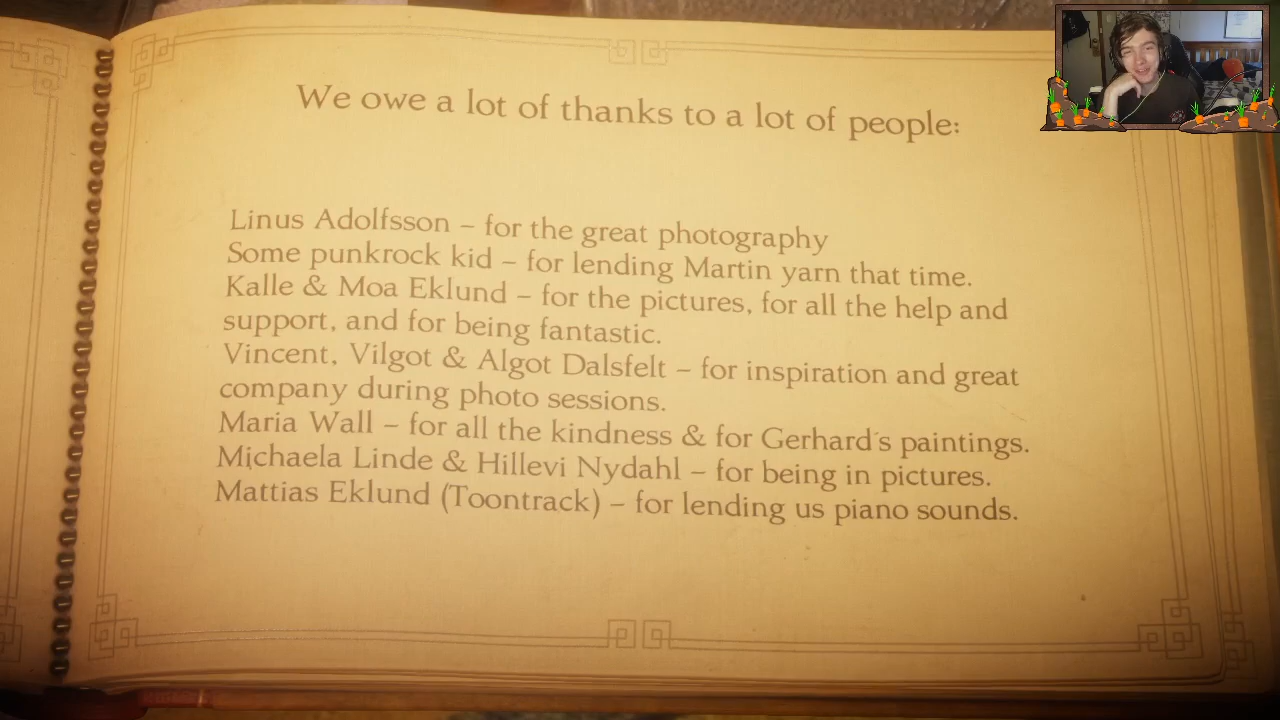 We owe a lot of thanks to a lot of people:
Linus Adolfsson – for the great photography
Some punkrock kid – for lending Martin yarn that time.
Kalle & Moa Eklund – for the pictures, for all the help and
support, and for being fantastic.
Vincent, Vilgot & Algot Dalsfelt – for inspiration and great
company during photo sessions.
Maria Wall – for all the kindness & for Gerhard´s paintings.
Michaela Linde & Hillevi Nydahl – for being in pictures.
Mattias Eklund (Toontrack) – for lending us piano sounds.